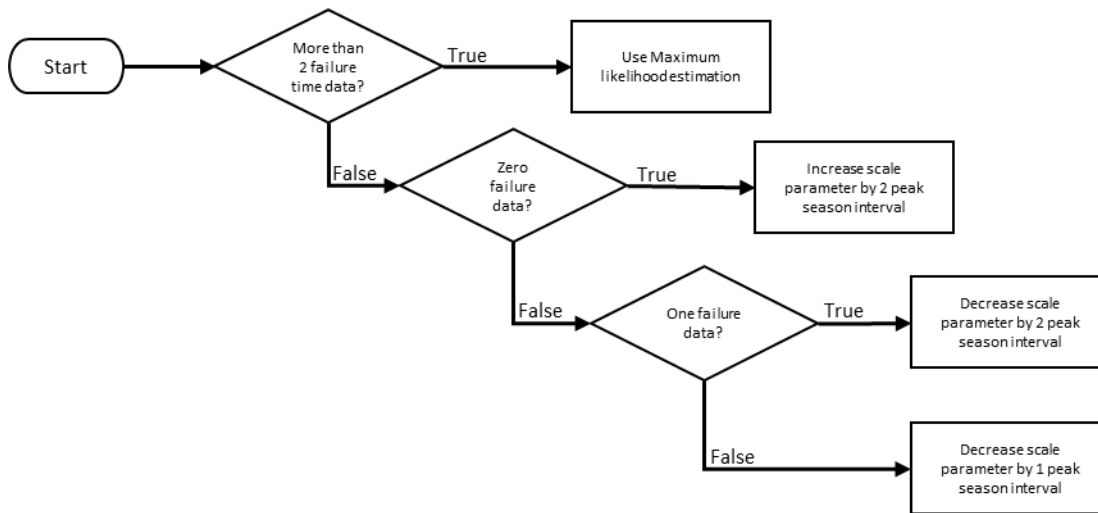 Start
More than
2 failure
time data?
True
Use Maximum
likelihood estimation
False
Zero
failure
data?
True
Increase scale
parameter by 2 peak
season interval
False
One failure
data?
True
Decrease scale
parameter by 2 peak
season interval
False
Decrease scale
parameter by 1 peak
season interval